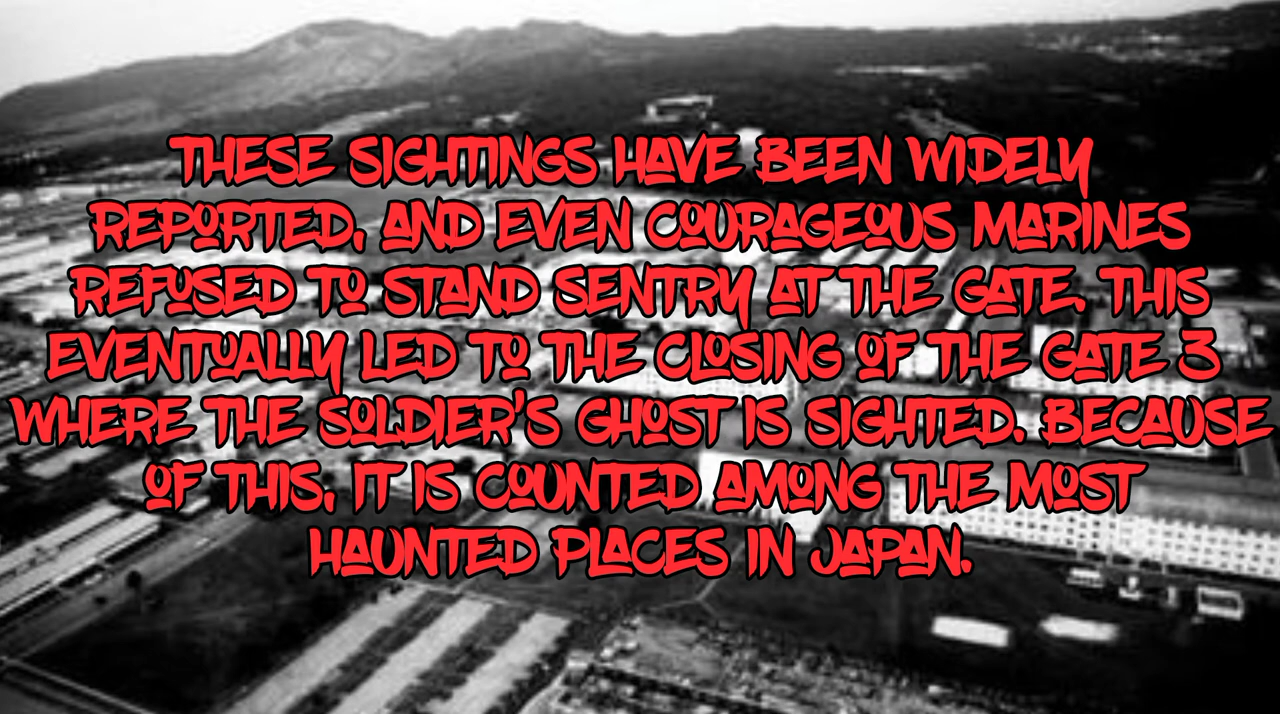 THESE SIGHTINGS HAVE BEEN WIDELY
REPORTED, AND EVEN COURAGEOUS MARINES
REFUSED TO STAND SENTRY AT THE GATE. THIS
EVENTUALLY LED TO THE CLOSING OF THE GATE 3
WHERE THE SOLDIER'S GHOST IS SIGHTED. BECAUSE
OF THIS, IT IS COUNTED AMONG THE MOST
HAUNTED PLACES IN JAPAN.